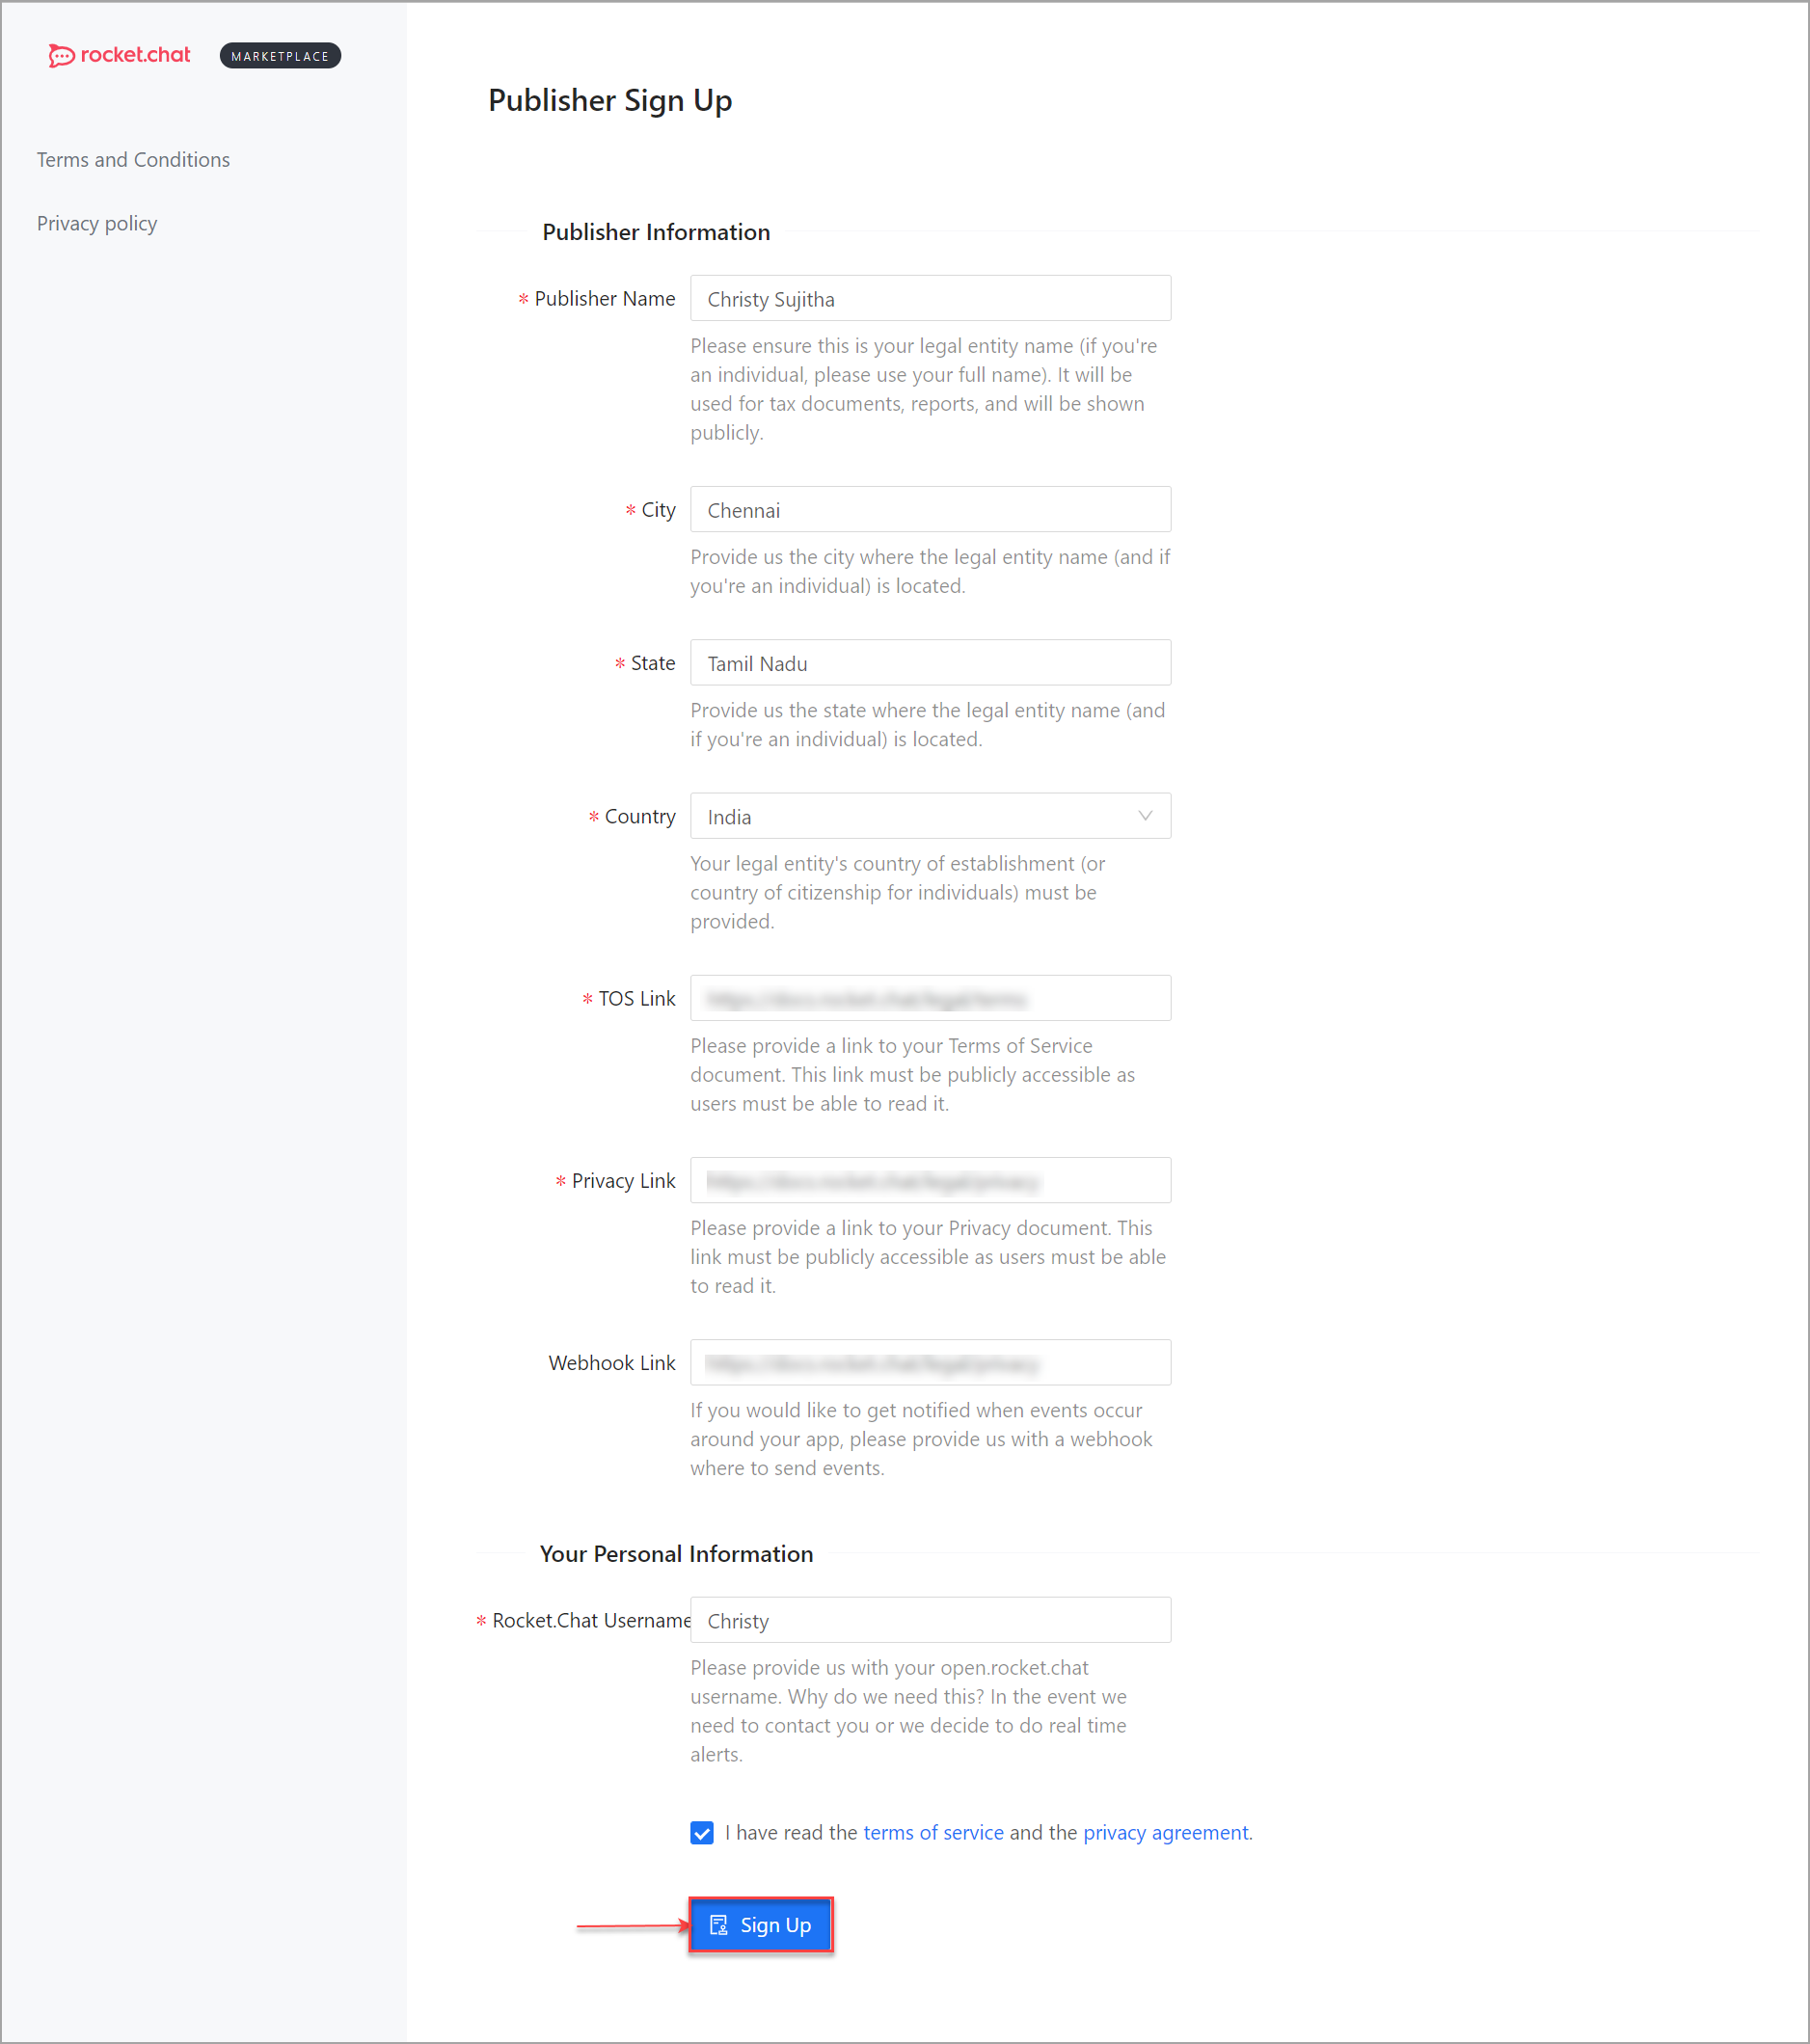 rocket.chat MARKETPLACE
Terms and Conditions
Privacy policy
Publisher Sign Up
Publisher Information
* Publisher Name Christy Sujitha
Please ensure this is your legal entity name (if you're
an individual, please use your full name). It will be
used for tax documents, reports, and will be shown
publicly.
* City Chennai
Provide us the city where the legal entity name (and if
you're an individual) is located.
* State Tamil Nadu
Provide us the state where the legal entity name (and
if you're an individual) is located.
* Country India
Your legal entity's country of establishment (or
country of citizenship for individuals) must be
provided.
* TOS Link
Please provide a link to your Terms of Service
document. This link must be publicly accessible as
users must be able to read it.
* Privacy Link
Please provide a link to your Privacy document. This
link must be publicly accessible as users must be able
to read it.
Webhook Link
If you would like to get notified when events occur
around your app, please provide us with a webhook
where to send events.
Your Personal Information
* Rocket.Chat Username Christy
Please provide us with your open.rocket.chat
username. Why do we need this? In the event we
need to contact you or we decide to do real time
alerts.
I have read the terms of service and the privacy agreement.
Sign Up